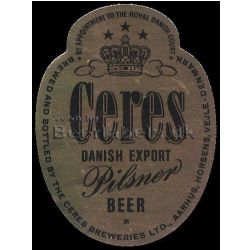 BY APPOINTMENT TO THE ROYAL DANISH COURT
Ceres
DANISH EXPORT
Pilsner
BEER
BREWED AND BOTTLED BY THE CERES BREWERIES LTD., AARHUS, HORSENS, VEJLE - DENMARK